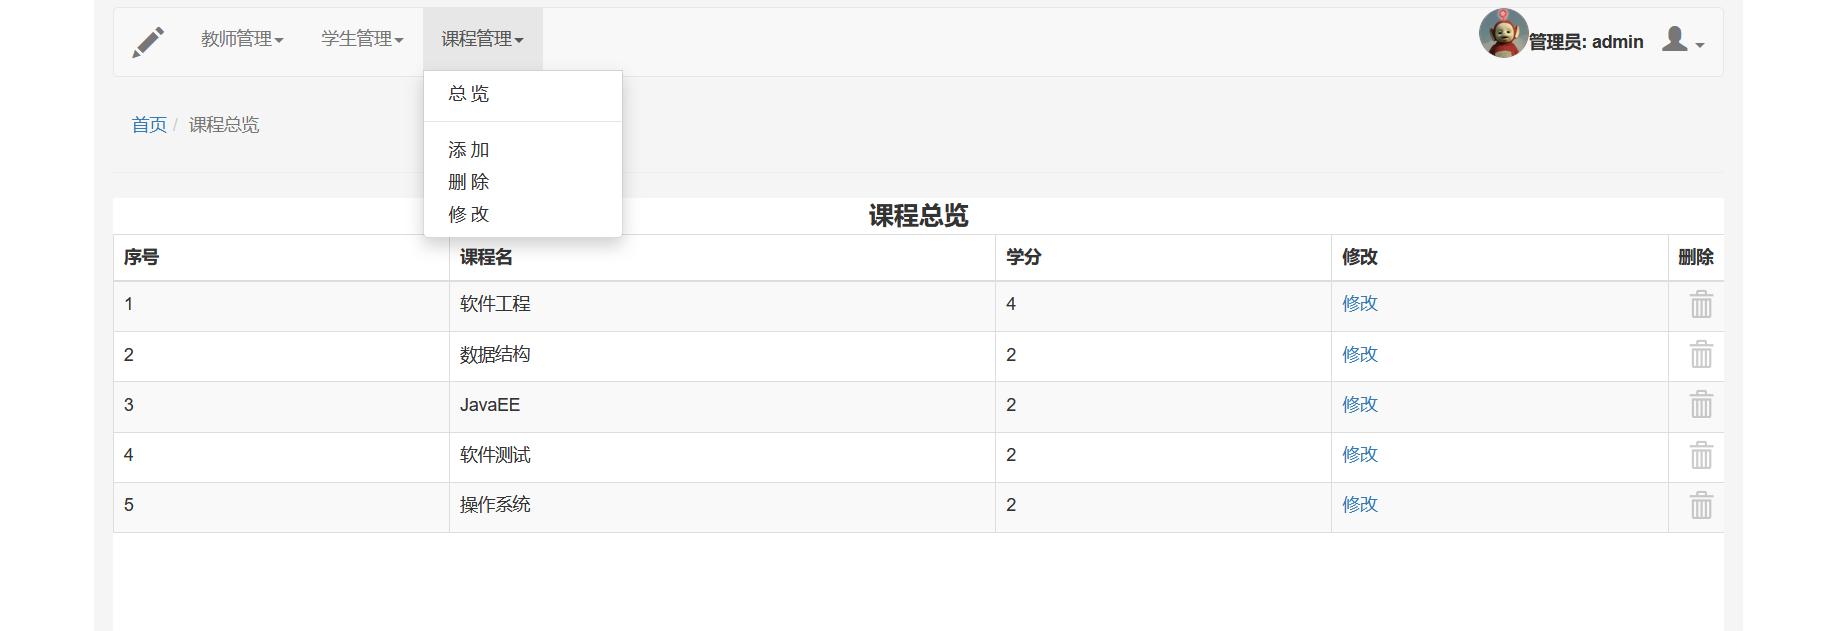 教师管理 学生管理 课程管理 管理员: admin
总 览
添 加
删 除
修 改
首页 / 课程总览
课程总览
序号 课程名 学分 修改 删除
1 软件工程 4 修改
2 数据结构 2 修改
3 JavaEE 2 修改
4 软件测试 2 修改
5 操作系统 2 修改